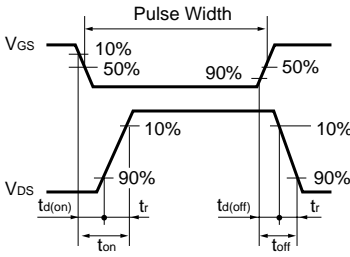 Pulse Width
VGS
10%
50%
90%
50%
10%
10%
VDS
90%
90%
td(on)
tr
td(off)
tr
ton
toff